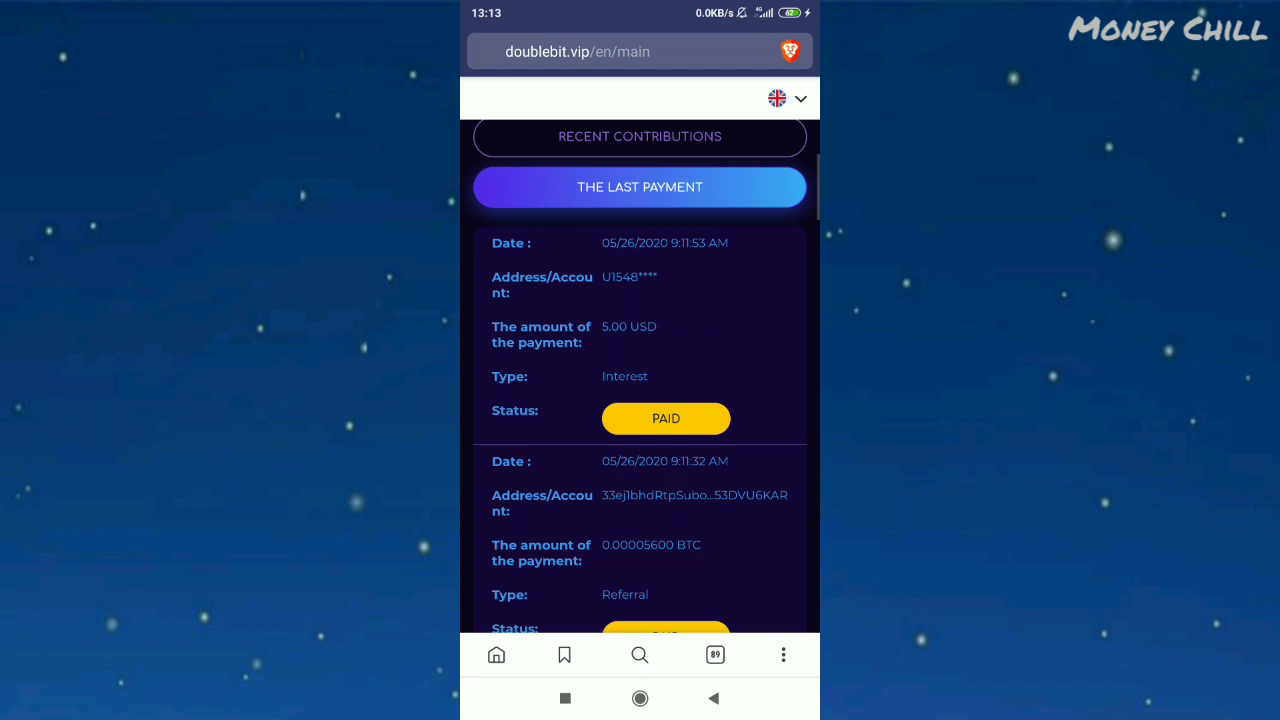 Money Chill
13:13
0.0KB/s 4G 62
doublebit.vip/en/main
RECENT CONTRIBUTIONS
THE LAST PAYMENT
Date : 05/26/2020 9:11:53 AM
Address/Accou U1548****
nt:
The amount of 5.00 USD
the payment:
Type: Interest
Status: PAID
Date : 05/26/2020 9:11:32 AM
Address/Accou 33ej1bhdRtpSubo...53DVU6KAR
nt:
The amount of 0.00005600 BTC
the payment:
Type: Referral
Status:
89